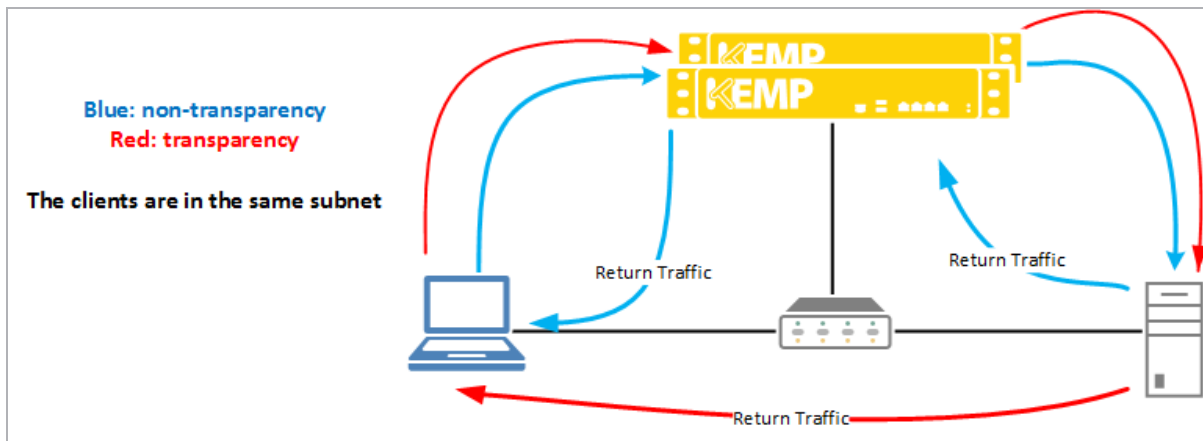 KEMP
KEMP
Blue: non-transparency
Red: transparency
The clients are in the same subnet
Return Traffic
Return Traffic
Return Traffic